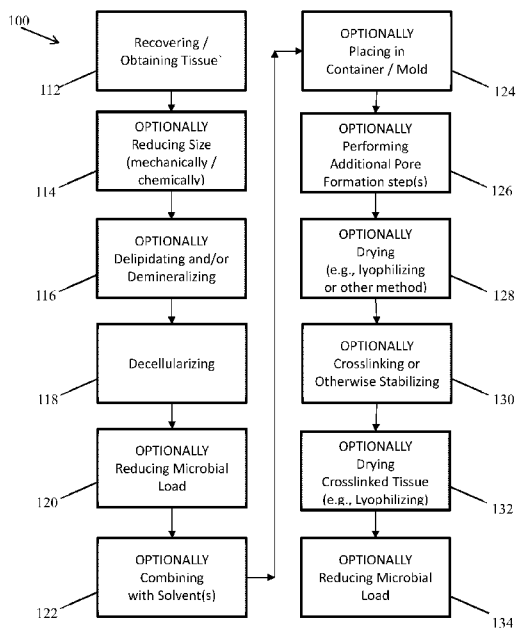 100
Recovering /
Obtaining Tissue`
112
OPTIONALLY
Reducing Size
(mechanically /
chemically)
114
OPTIONALLY
Delipidating and/or
Demineralizing
116
Decellularizing
118
OPTIONALLY
Reducing Microbial
Load
120
OPTIONALLY
Combining
with Solvent(s)
122
OPTIONALLY
Placing in
Container / Mold
124
OPTIONALLY
Performing
Additional Pore
Formation step(s)
126
OPTIONALLY
Drying
(e.g., lyophilizing
or other method)
128
OPTIONALLY
Crosslinking or
Otherwise Stabilizing
130
OPTIONALLY
Drying
Crosslinked Tissue
(e.g., Lyophilizing)
132
OPTIONALLY
Reducing Microbial
Load
134